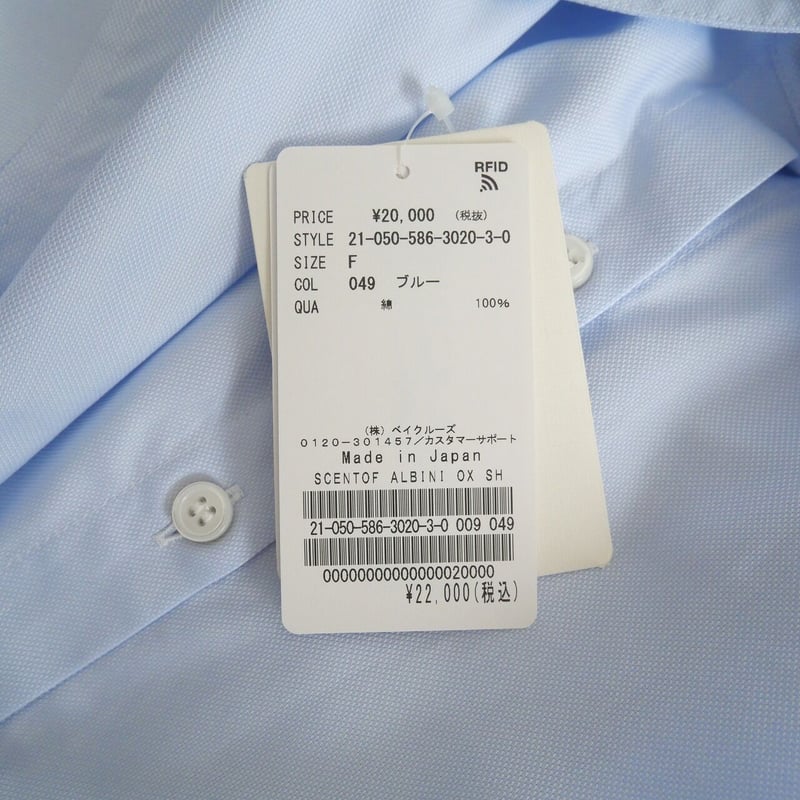 RFID
PRICE ¥20,000 (税抜)
STYLE 21-050-586-3020-3-0
SIZE F
COL 049 ブルー
QUA 綿 100%
(株) ベイクルーズ
0120-301457/カスタマーサポート
Made in Japan
SCENTOF ALBINI OX SH
21-050-586-3020-3-0 009 049
00000000000000020000
¥22,000(税込)